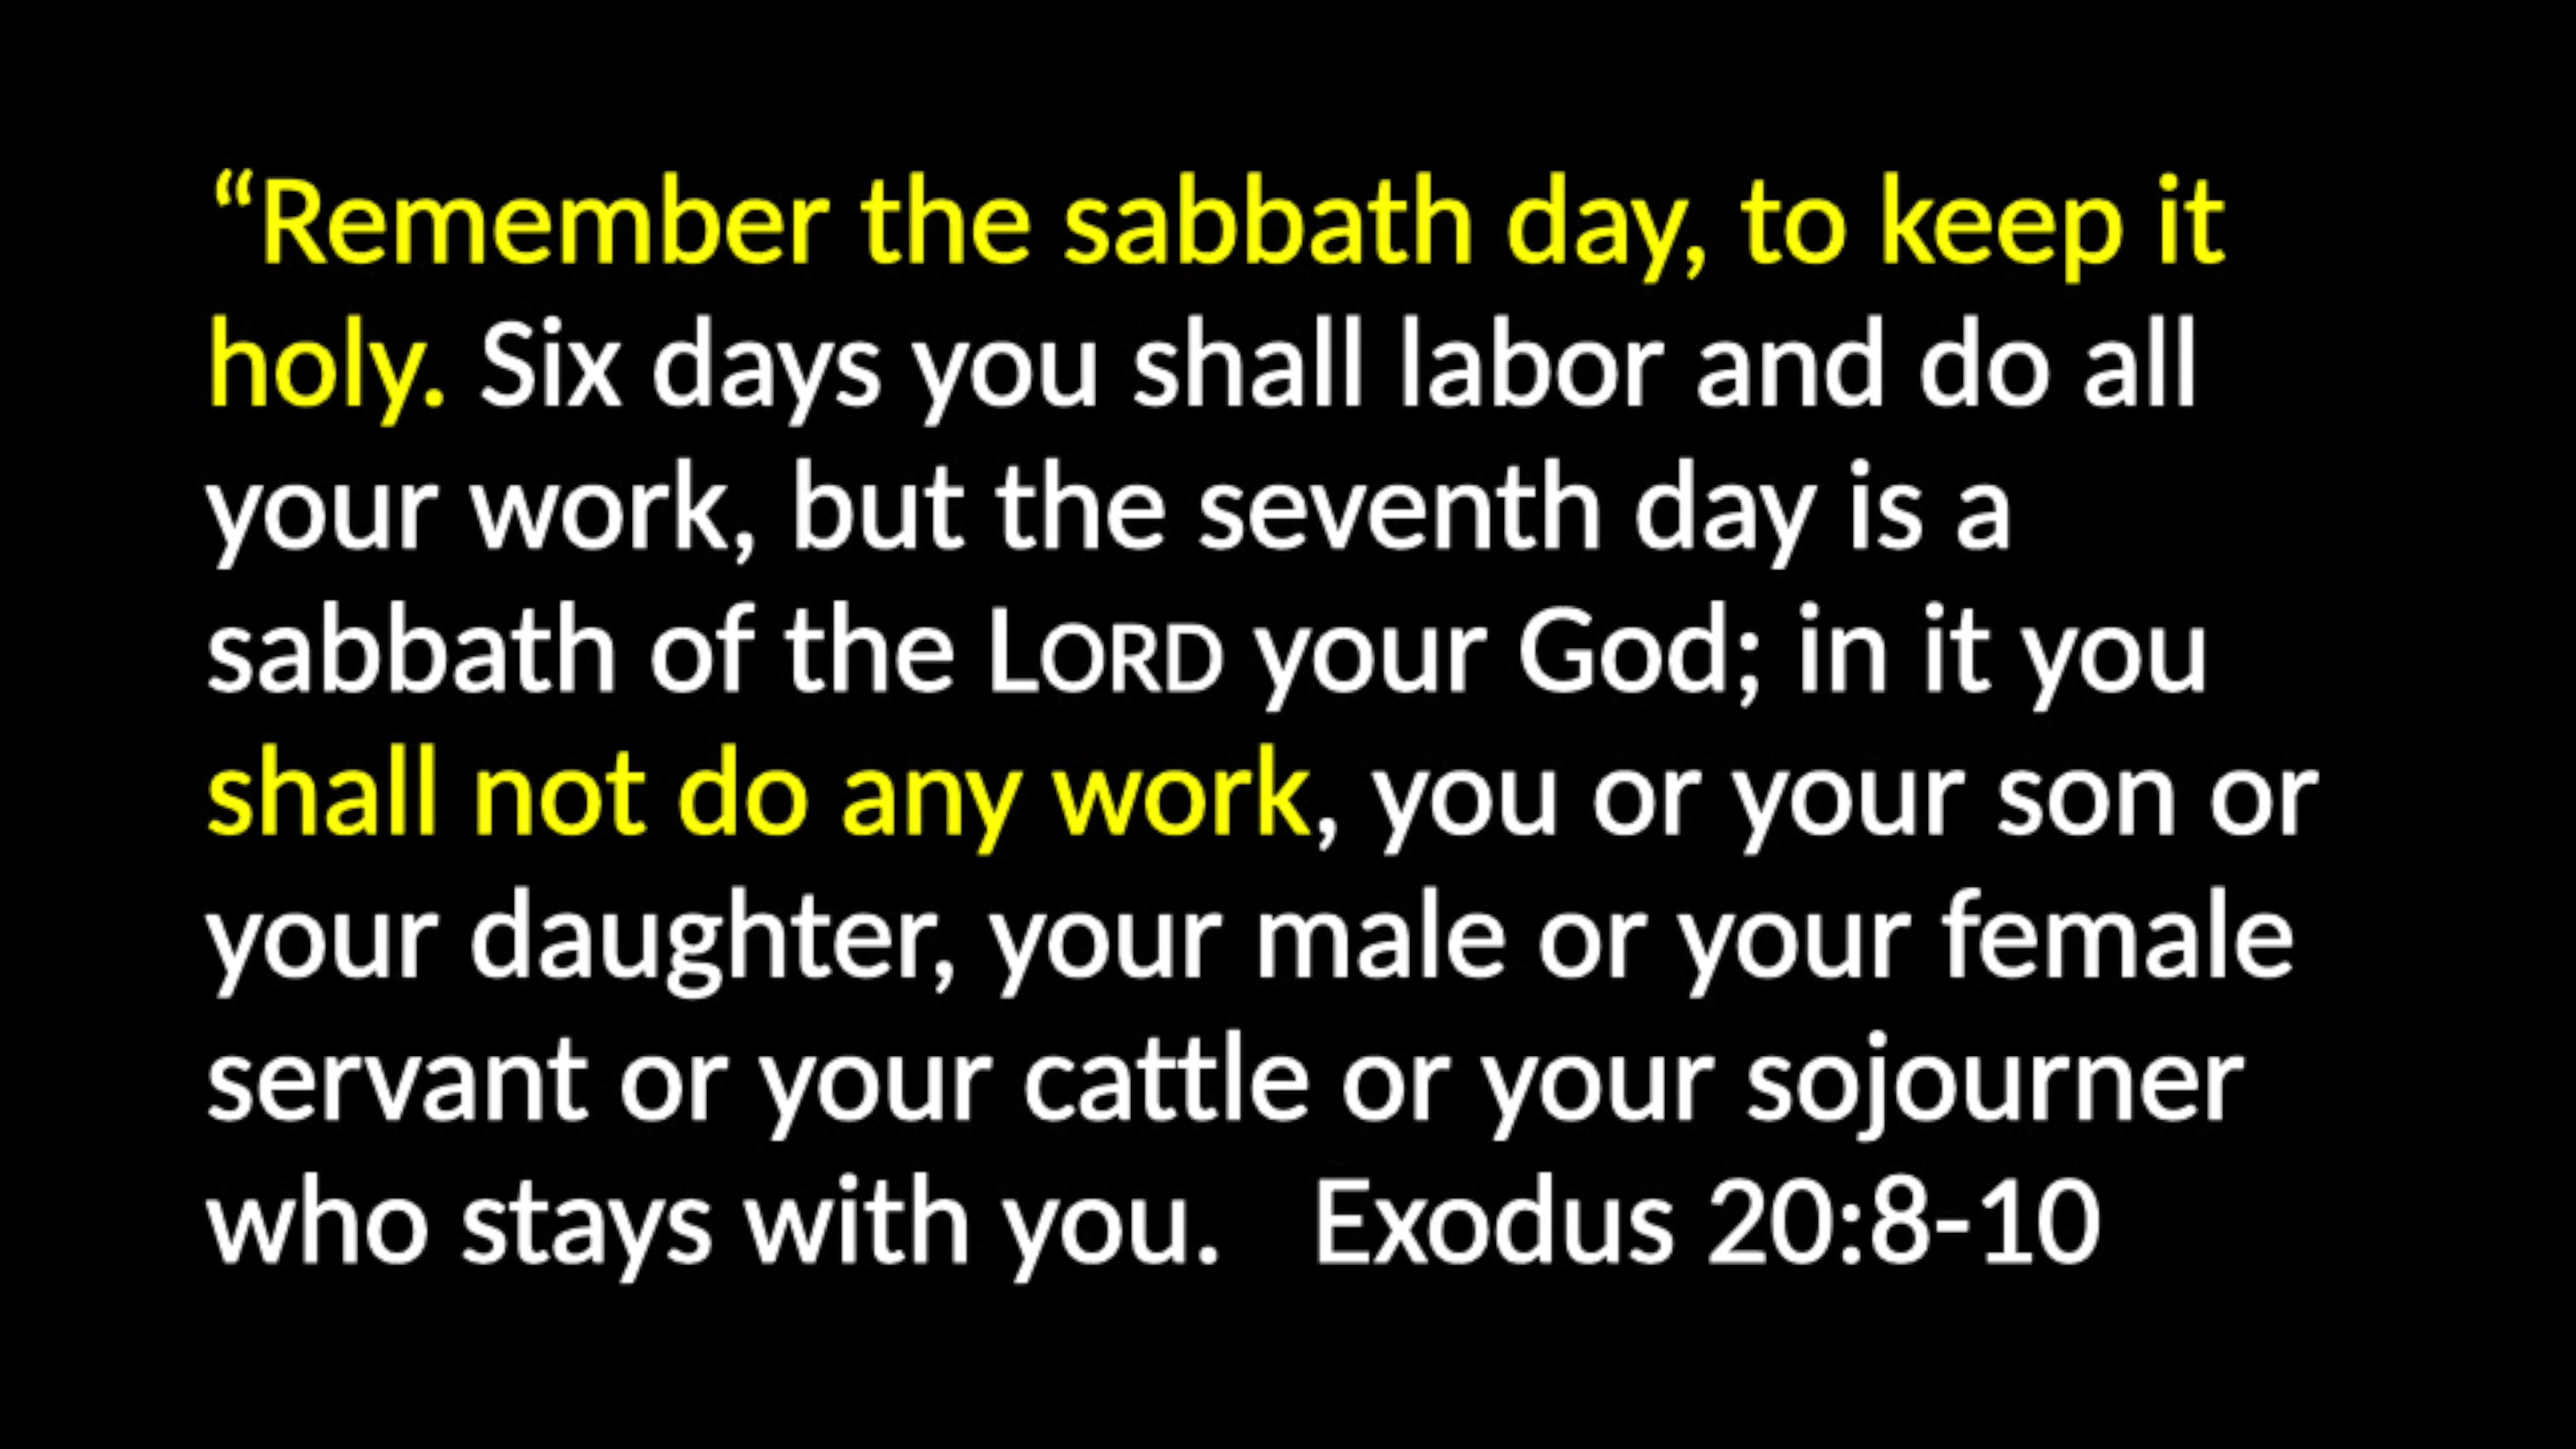 “Remember the sabbath day, to keep it
holy. Six days you shall labor and do all
your work, but the seventh day is a
sabbath of the LORD your God; in it you
shall not do any work, you or your son or
your daughter, your male or your female
servant or your cattle or your sojourner
who stays with you.   Exodus 20:8-10